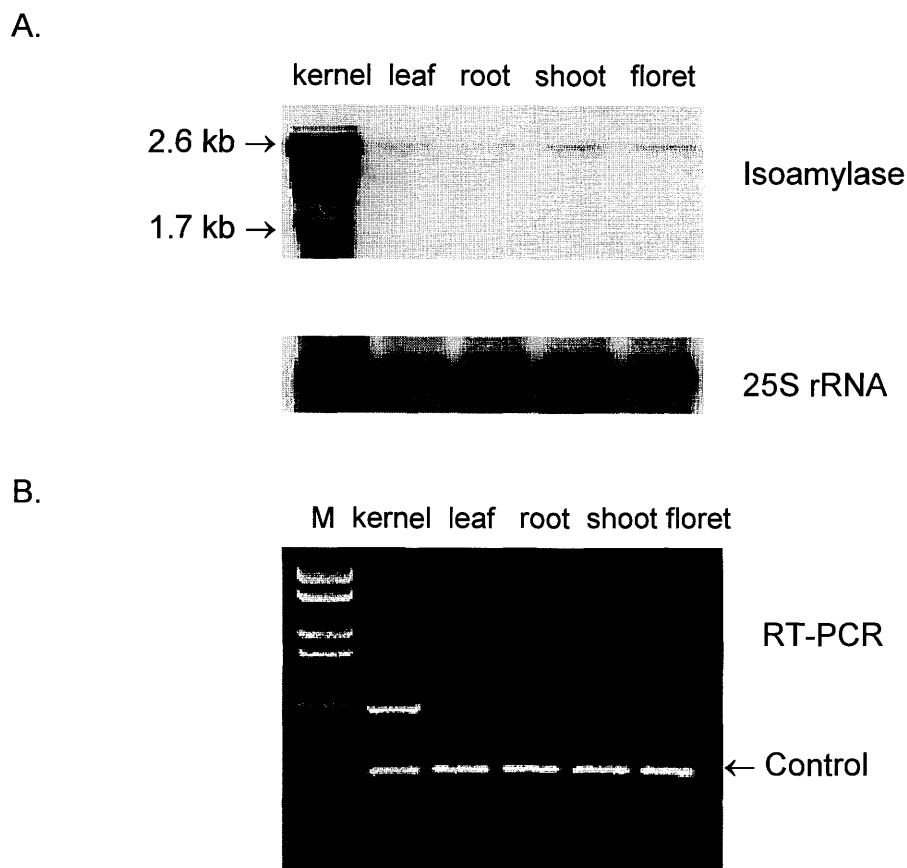 A.
kernel leaf root shoot floret
2.6 kb →
Isoamylase
1.7 kb →
25S rRNA
B.
M kernel leaf root shoot floret
RT-PCR
← Control